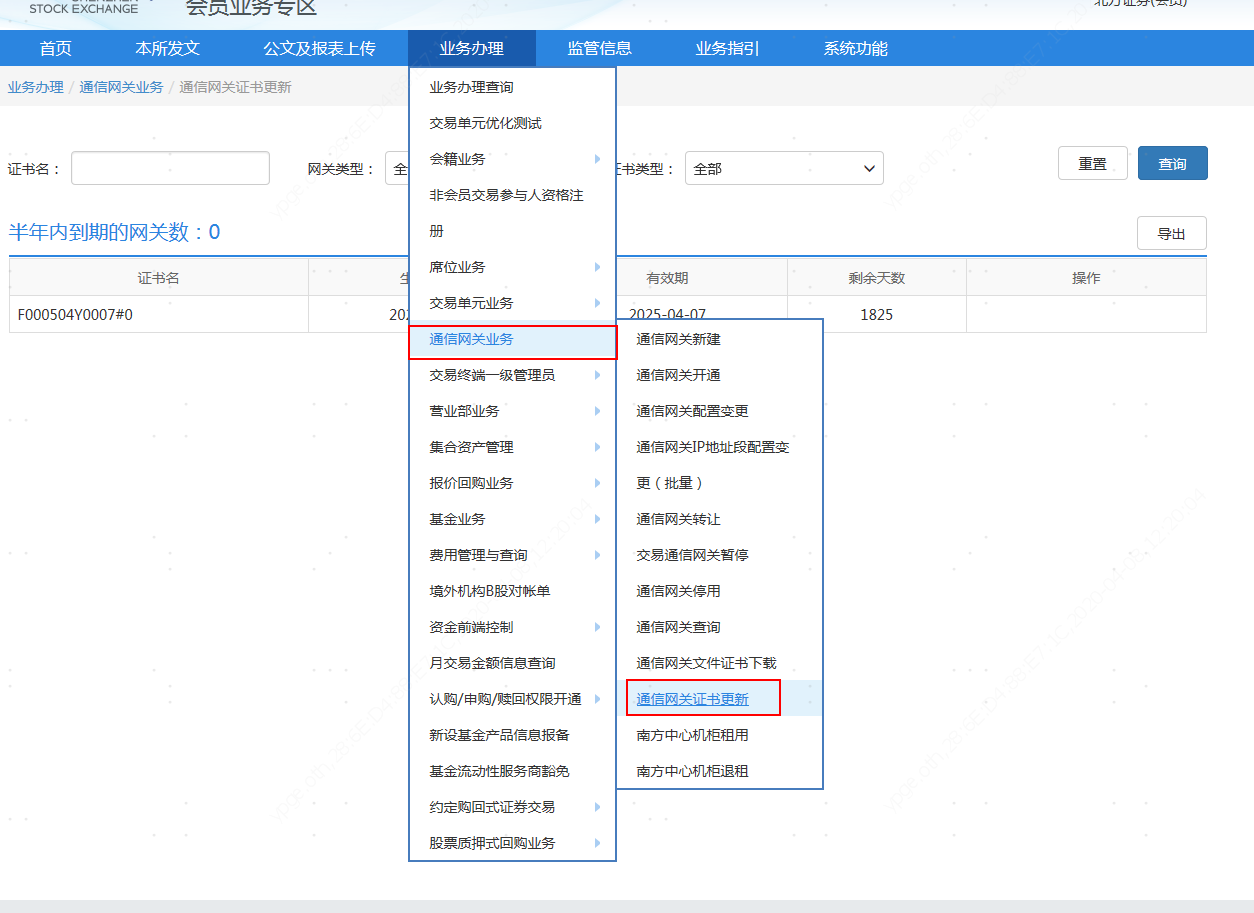 STOCK EXCHANGE
会员业务专区
北方证券(会员)
首页 本所发文 公文及报表上传 业务办理 监管信息 业务指引 系统功能
业务办理 / 通信网关业务 / 通信网关证书更新
证书名： 网关类型： 全 证书类型： 全部 重置 查询
半年内到期的网关数：0 导出
证书名 生 有效期 剩余天数 操作
F000504Y0007#0 202 2025-04-07 1825
业务办理查询
交易单元优化测试
会籍业务
非会员交易参与人资格注
册
席位业务
交易单元业务
通信网关业务
交易终端一级管理员
营业部业务
集合资产管理
报价回购业务
基金业务
费用管理与查询
境外机构B股对帐单
资金前端控制
月交易金额信息查询
认购/申购/赎回权限开通
新设基金产品信息报备
基金流动性服务商豁免
约定购回式证券交易
股票质押式回购业务
通信网关新建
通信网关开通
通信网关配置变更
通信网关IP地址段配置变
更（批量）
通信网关转让
交易通信网关暂停
通信网关停用
通信网关查询
通信网关文件证书下载
通信网关证书更新
南方中心机柜租用
南方中心机柜退租